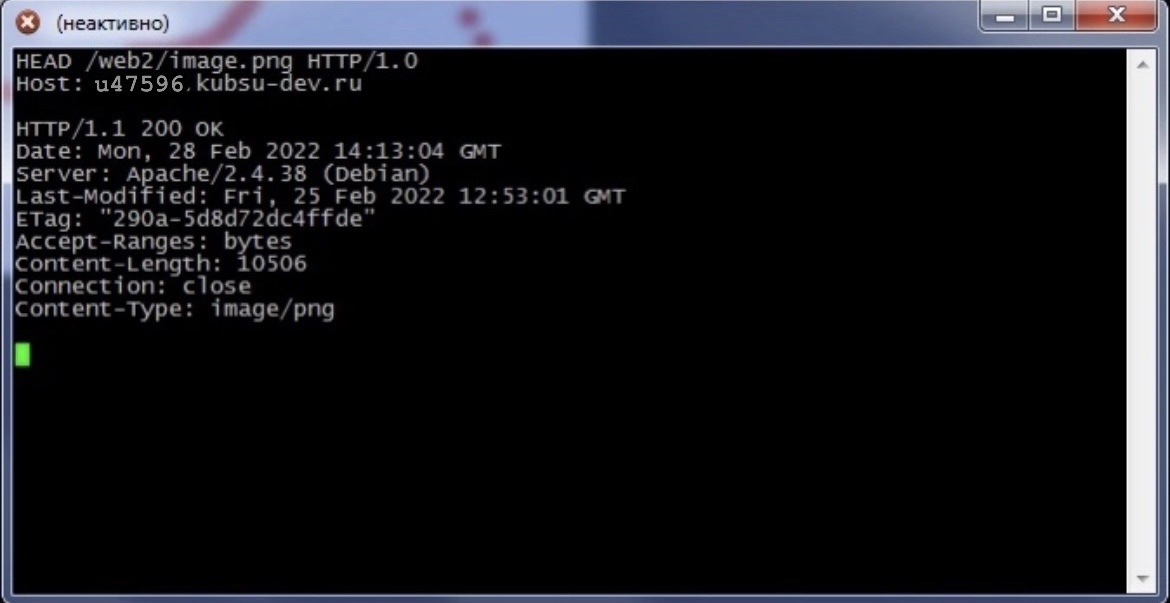 (неактивно)
HEAD /web2/image.png HTTP/1.0
Host: u47596.kubsu-dev.ru
HTTP/1.1 200 OK
Date: Mon, 28 Feb 2022 14:13:04 GMT
Server: Apache/2.4.38 (Debian)
Last-Modified: Fri, 25 Feb 2022 12:53:01 GMT
ETag: "290a-5d8d72dc4ffde"
Accept-Ranges: bytes
Content-Length: 10506
Connection: close
Content-Type: image/png